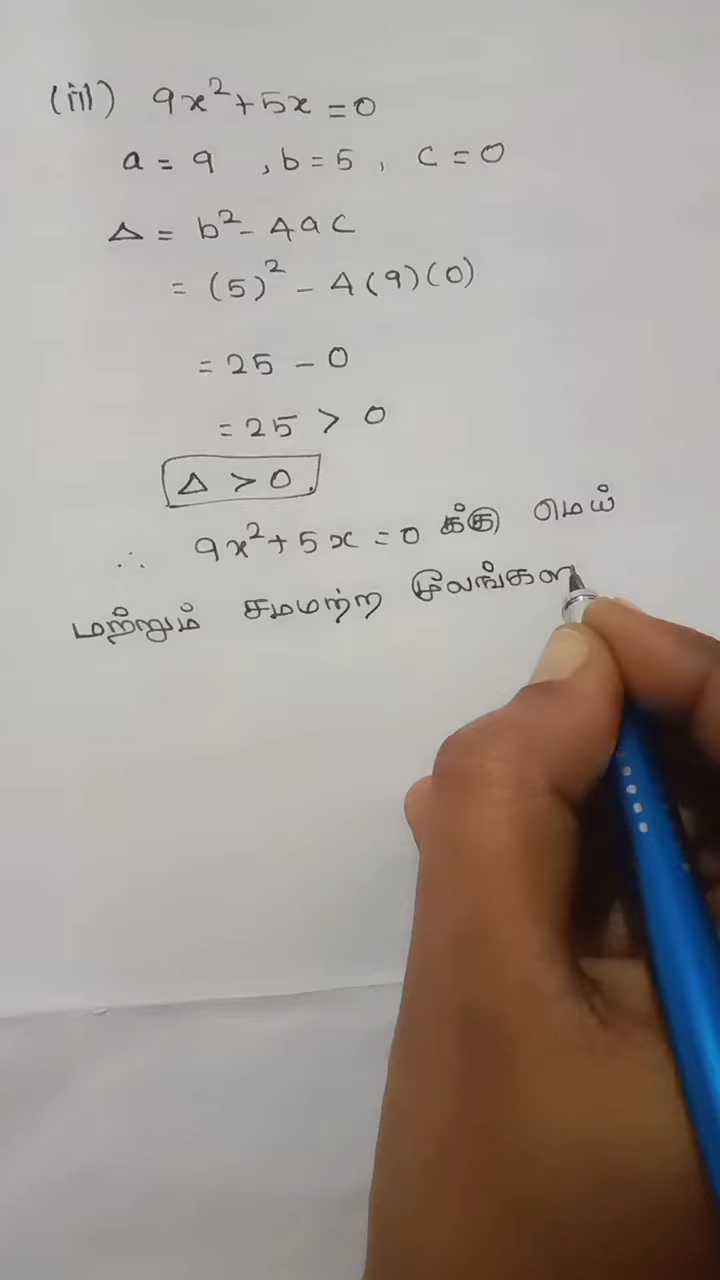 (iii) 9x² + 5x = 0
a = 9 , b = 5 , c = 0
Δ = b² - 4ac
= (5)² - 4(9)(0)
= 25 - 0
= 25 > 0
Δ > 0.
∴ 9x² + 5x = 0 க்கு மெய்
மற்றும் சமமற்ற மூலங்கள